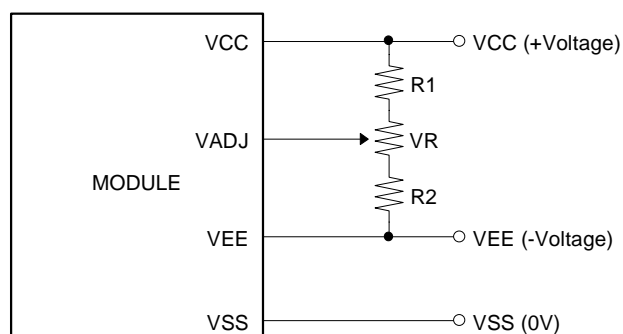 VCC VCC (+Voltage)
R1
VADJ VR
MODULE
R2
VEE VEE (-Voltage)
VSS VSS (0V)